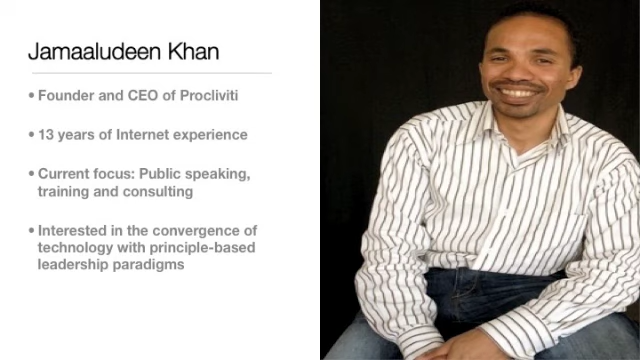 Jamaaludeen Khan
• Founder and CEO of Procliviti
• 13 years of Internet experience
• Current focus: Public speaking,
training and consulting
• Interested in the convergence of
technology with principle-based
leadership paradigms